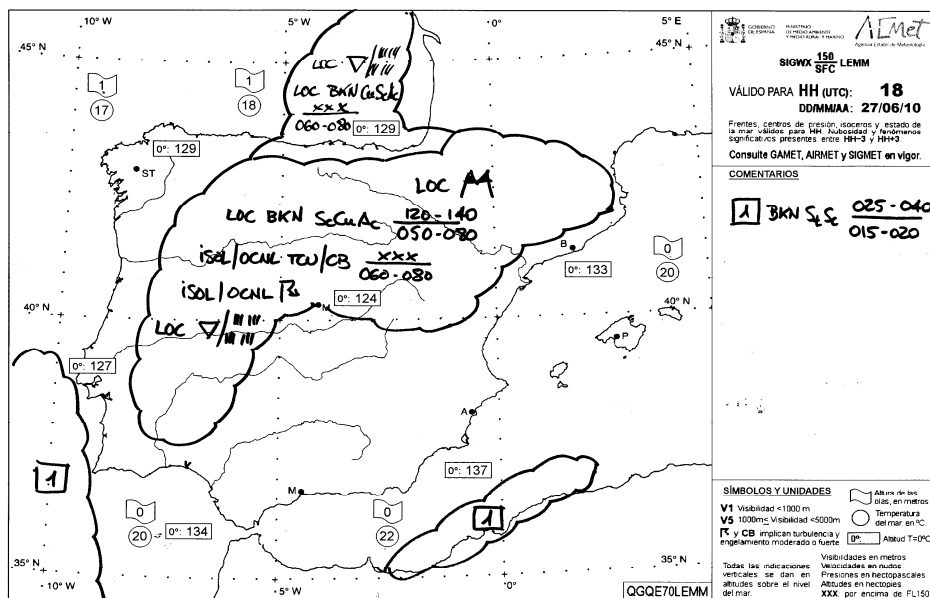 10° W
5° W
0°
5° E
45° N
45° N
1
17
1
18
LOC ▽/
LOC BKN CuScAc
XXX
060-080
0°: 129
0°: 129
ST
LOC
LOC BKN ScCuAc 120-140
050-080
ISOL/OCNL TCU/CB XXX
060-080
ISOL/OCNL
LOC ▽/
0°: 124
M
B
0°: 133
0
20
40° N
40° N
P
0°: 127
A
1
0°: 137
M
0
20
0°: 134
0
22
1
35° N
35° N
10° W
5° W
0°
QGQE70LEMM
GOBIERNO DE ESPAÑA
MINISTERIO DE MEDIO AMBIENTE Y MEDIO RURAL Y MARINO
AEMet
Agencia Estatal de Meteorología
SIGWX 150 LEMM
SFC
VÁLIDO PARA HH (UTC): 18
DD/MM/AA: 27/06/10
Frentes, centros de presión, isoceros y estado de
la mar válidos para HH. Nubosidad y fenómenos
significativos presentes entre HH-3 y HH+3
Consulte GAMET, AIRMET y SIGMET en vigor.
COMENTARIOS
1 BKN St Sc 025-040
015-020
SÍMBOLOS Y UNIDADES
V1 Visibilidad <1000 m
V5 1000m≤ Visibilidad <5000m
y CB implican turbulencia y
engelamiento moderado o fuerte
Altura de las
olas, en metros
Temperatura
del mar, en ºC.
0°: Altitud T=0ºC
Todas las indicaciones
verticales se dan en
altitudes sobre el nivel
del mar.
Visibilidades en metros
Velocidades en nudos
Presiones en hectopascales
Altitudes en hectopies.
XXX: por encima de FL150